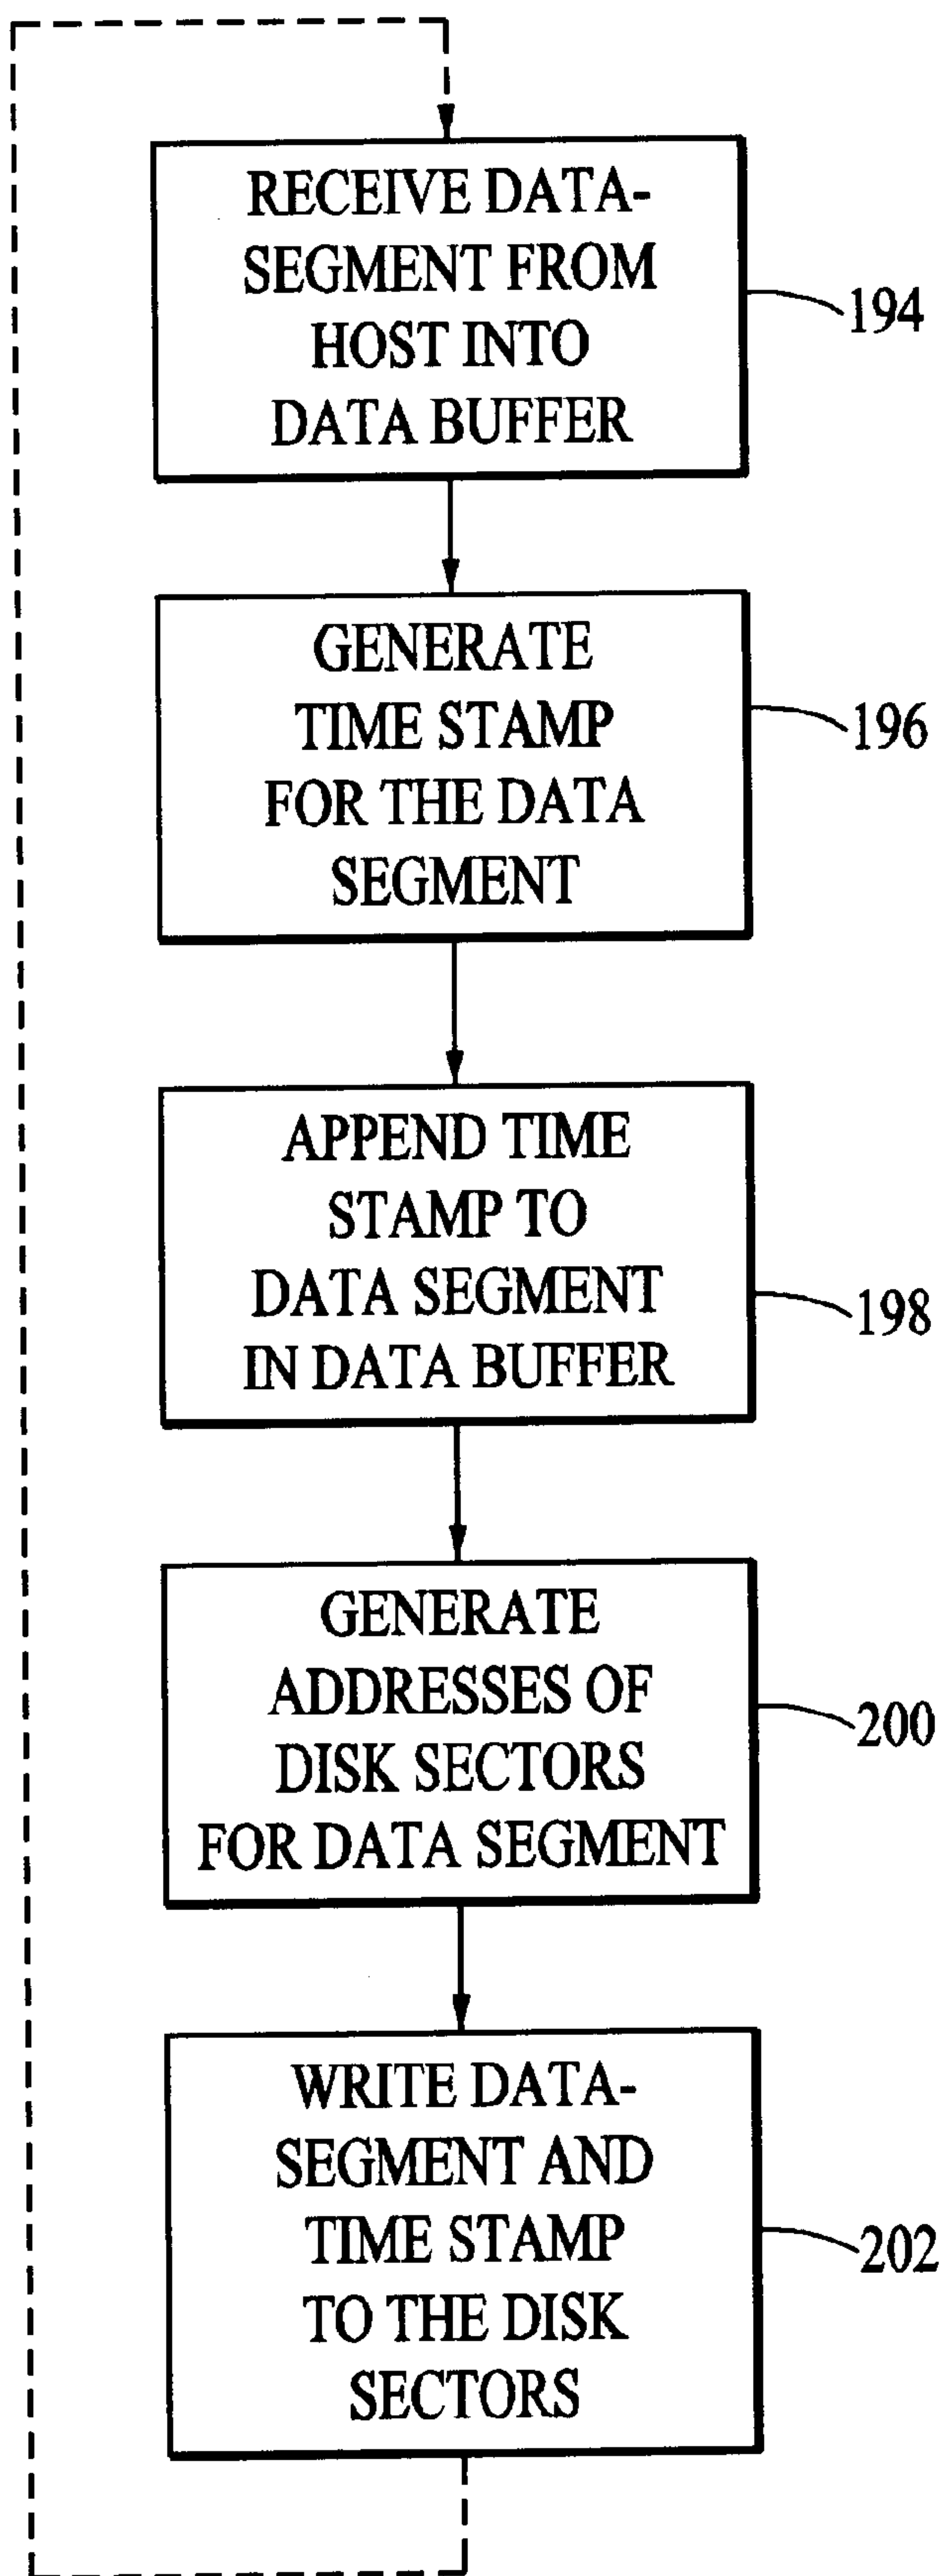 RECEIVE DATA-
SEGMENT FROM
HOST INTO
DATA BUFFER
194
GENERATE
TIME STAMP
FOR THE DATA
SEGMENT
196
APPEND TIME
STAMP TO
DATA SEGMENT
IN DATA BUFFER
198
GENERATE
ADDRESSES OF
DISK SECTORS
FOR DATA SEGMENT
200
WRITE DATA-
SEGMENT AND
TIME STAMP
TO THE DISK
SECTORS
202